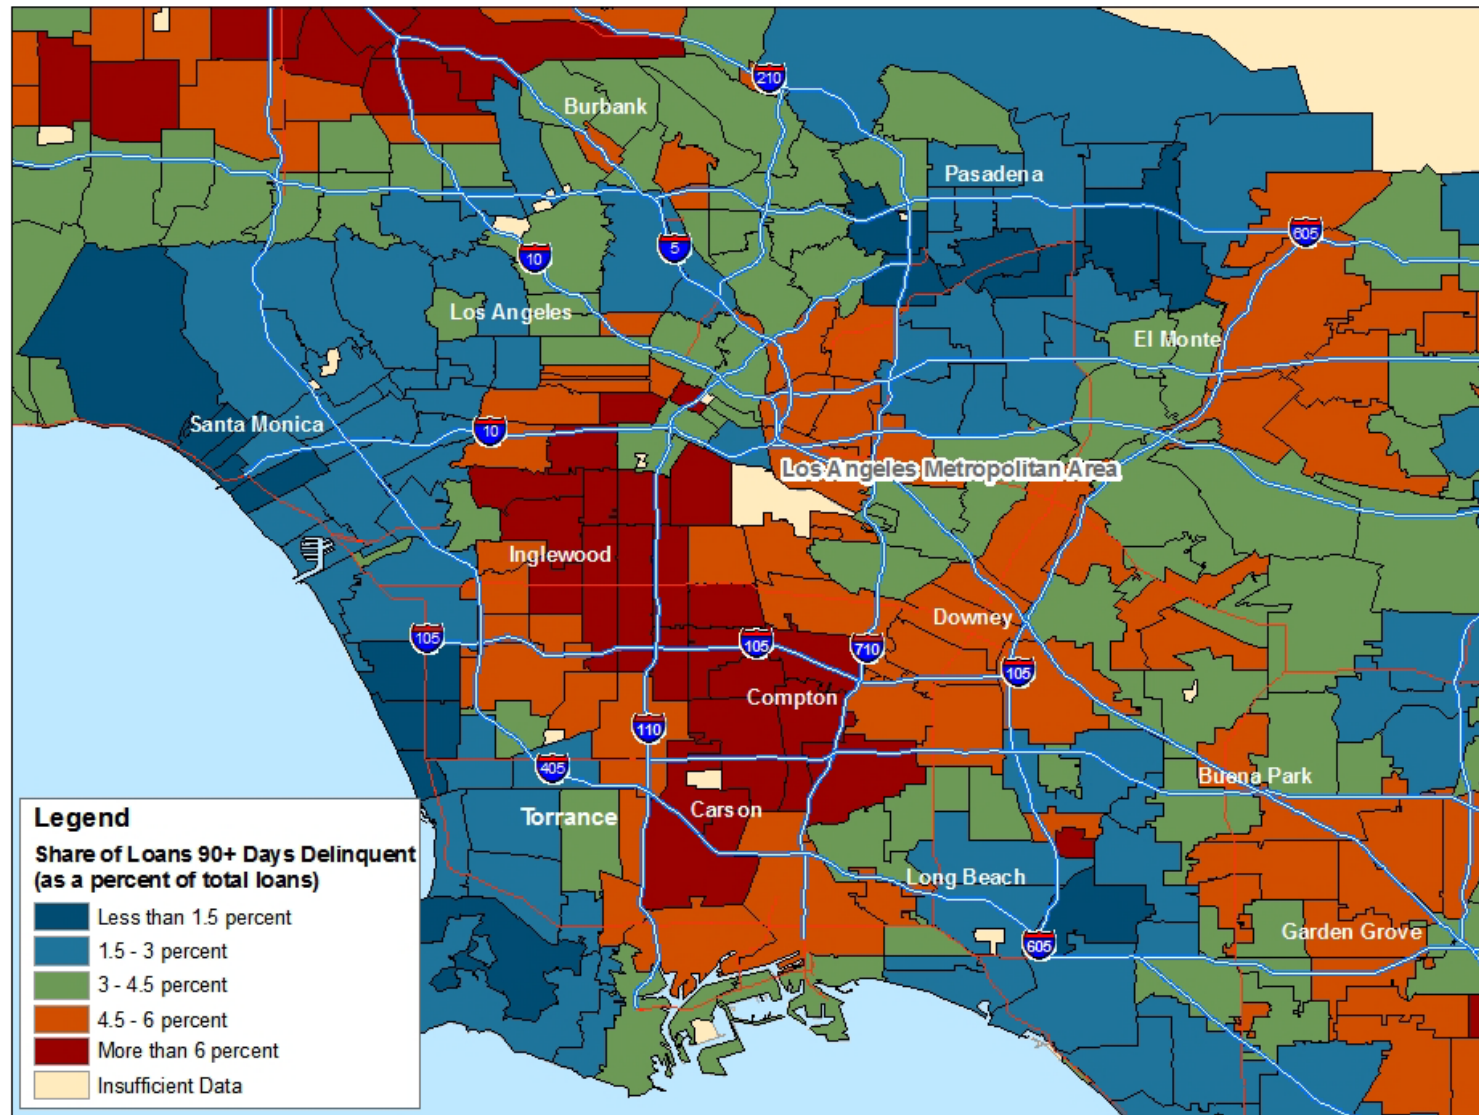 210
Burbank
Pasadena
605
5
10
Los Angeles
El Monte
Santa Monica
10
Los Angeles Metropolitan Area
Inglewood
Downey
105
105
710
105
Compton
110
405
Buena Park
Carson
Torrance
Long Beach
Garden Grove
605
Legend
Share of Loans 90+ Days Delinquent
(as a percent of total loans)
Less than 1.5 percent
1.5 - 3 percent
3 - 4.5 percent
4.5 - 6 percent
More than 6 percent
Insufficient Data